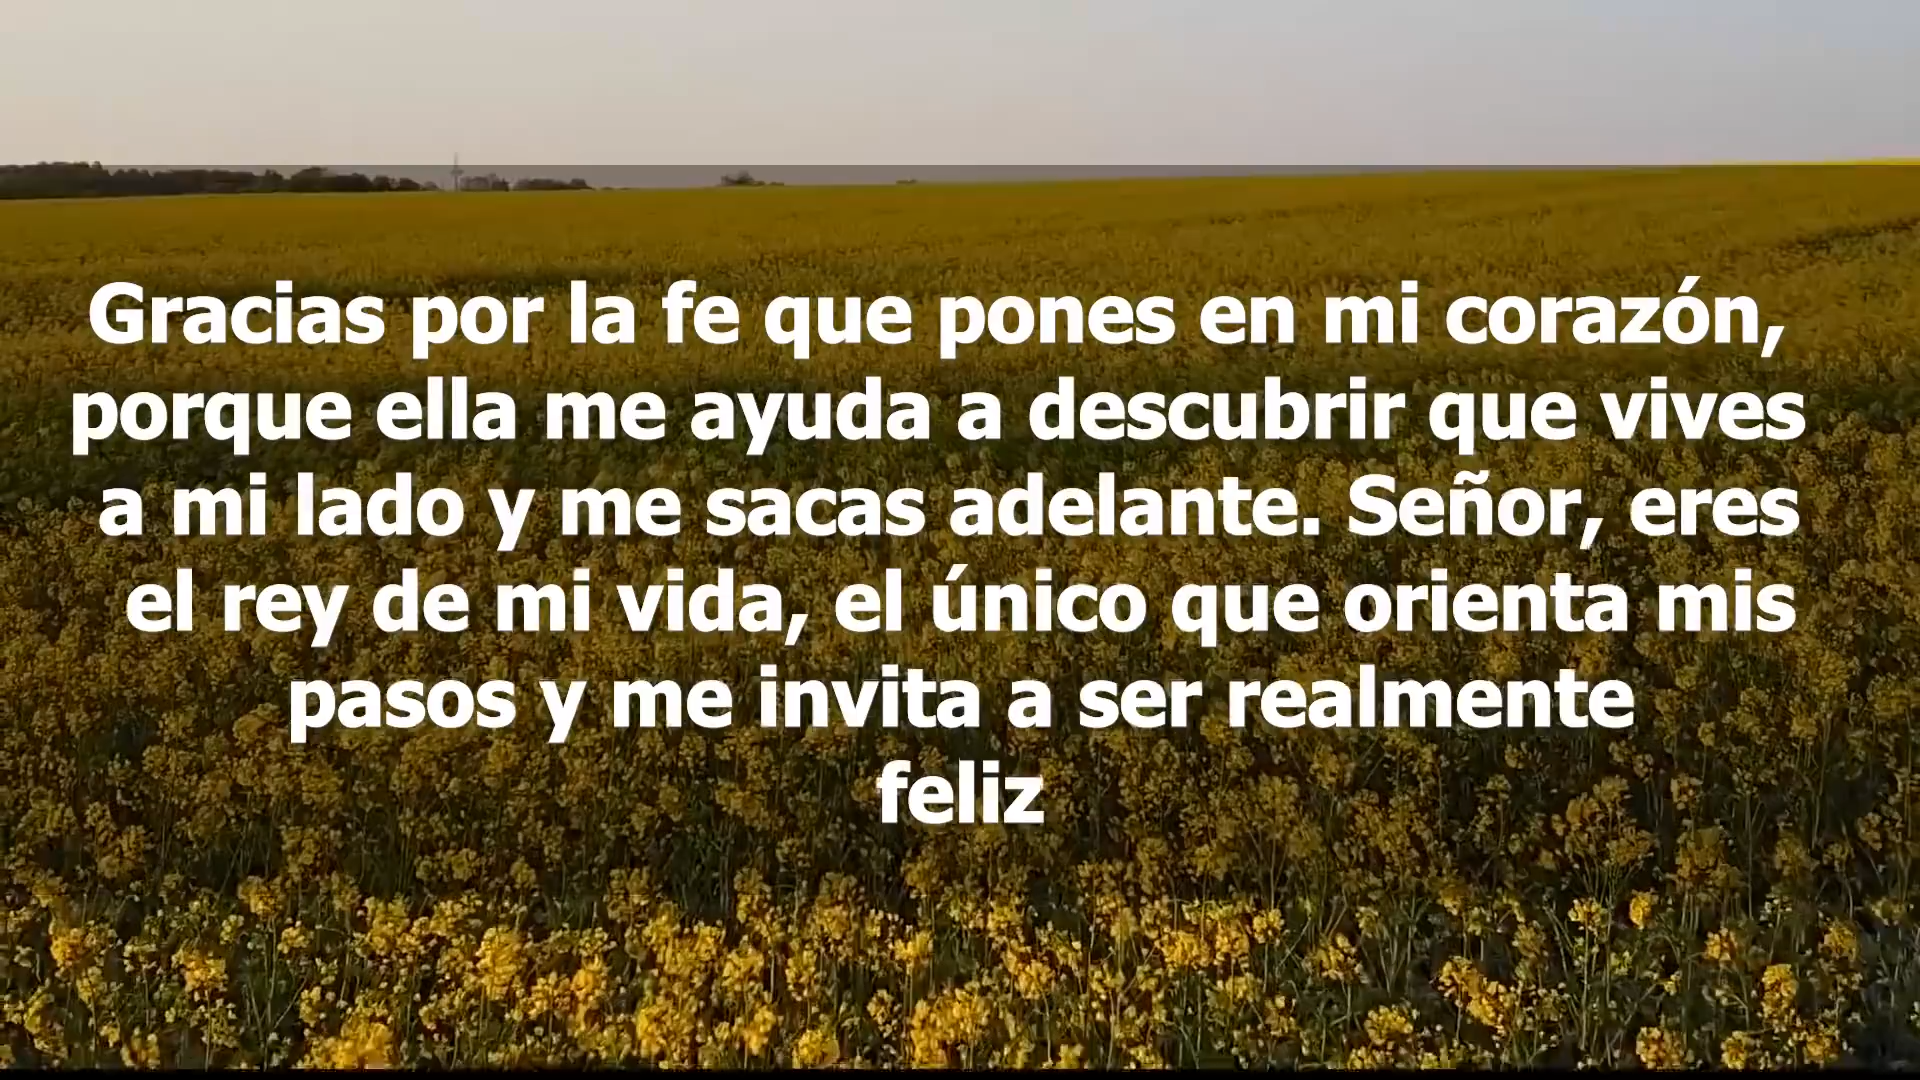 Gracias por la fe que pones en mi corazón,
porque ella me ayuda a descubrir que vives
a mi lado y me sacas adelante. Señor, eres
el rey de mi vida, el único que orienta mis
pasos y me invita a ser realmente
feliz